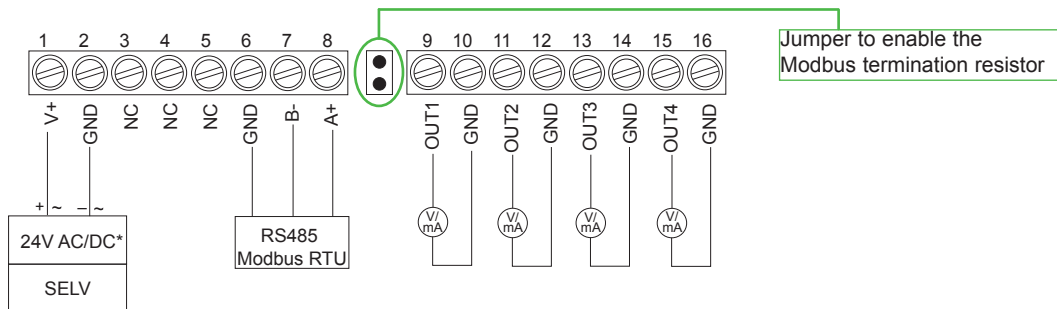 1 2 3 4 5 6 7 8 9 10 11 12 13 14 15 16
Jumper to enable the
Modbus termination resistor
V+ GND NC NC NC GND B- A+ OUT1 GND OUT2 GND OUT3 GND OUT4 GND
+ ~ – ~
24V AC/DC*
SELV
RS485
Modbus RTU
V/
mA
V/
mA
V/
mA
V/
mA